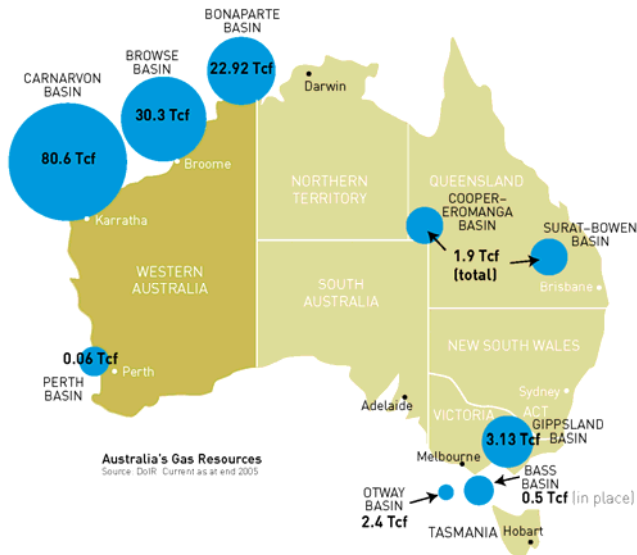 BONAPARTE
BASIN
22.92 Tcf
BROWSE
BASIN
30.3 Tcf
CARNARVON
BASIN
80.6 Tcf
Darwin
Broome
Karratha
NORTHERN
TERRITORY
QUEENSLAND
COOPER–
EROMANGA
BASIN
SURAT–BOWEN
BASIN
1.9 Tcf
(total)
Brisbane
WESTERN
AUSTRALIA
SOUTH
AUSTRALIA
NEW SOUTH WALES
0.06 Tcf
Perth
PERTH
BASIN
Adelaide
Sydney
VICTORIA
ACT
GIPPSLAND
BASIN
3.13 Tcf
Melbourne
BASS
BASIN
0.5 Tcf (in place)
OTWAY
BASIN
2.4 Tcf
TASMANIA
Hobart
Australia's Gas Resources
Source: DoIR Current as at end 2005